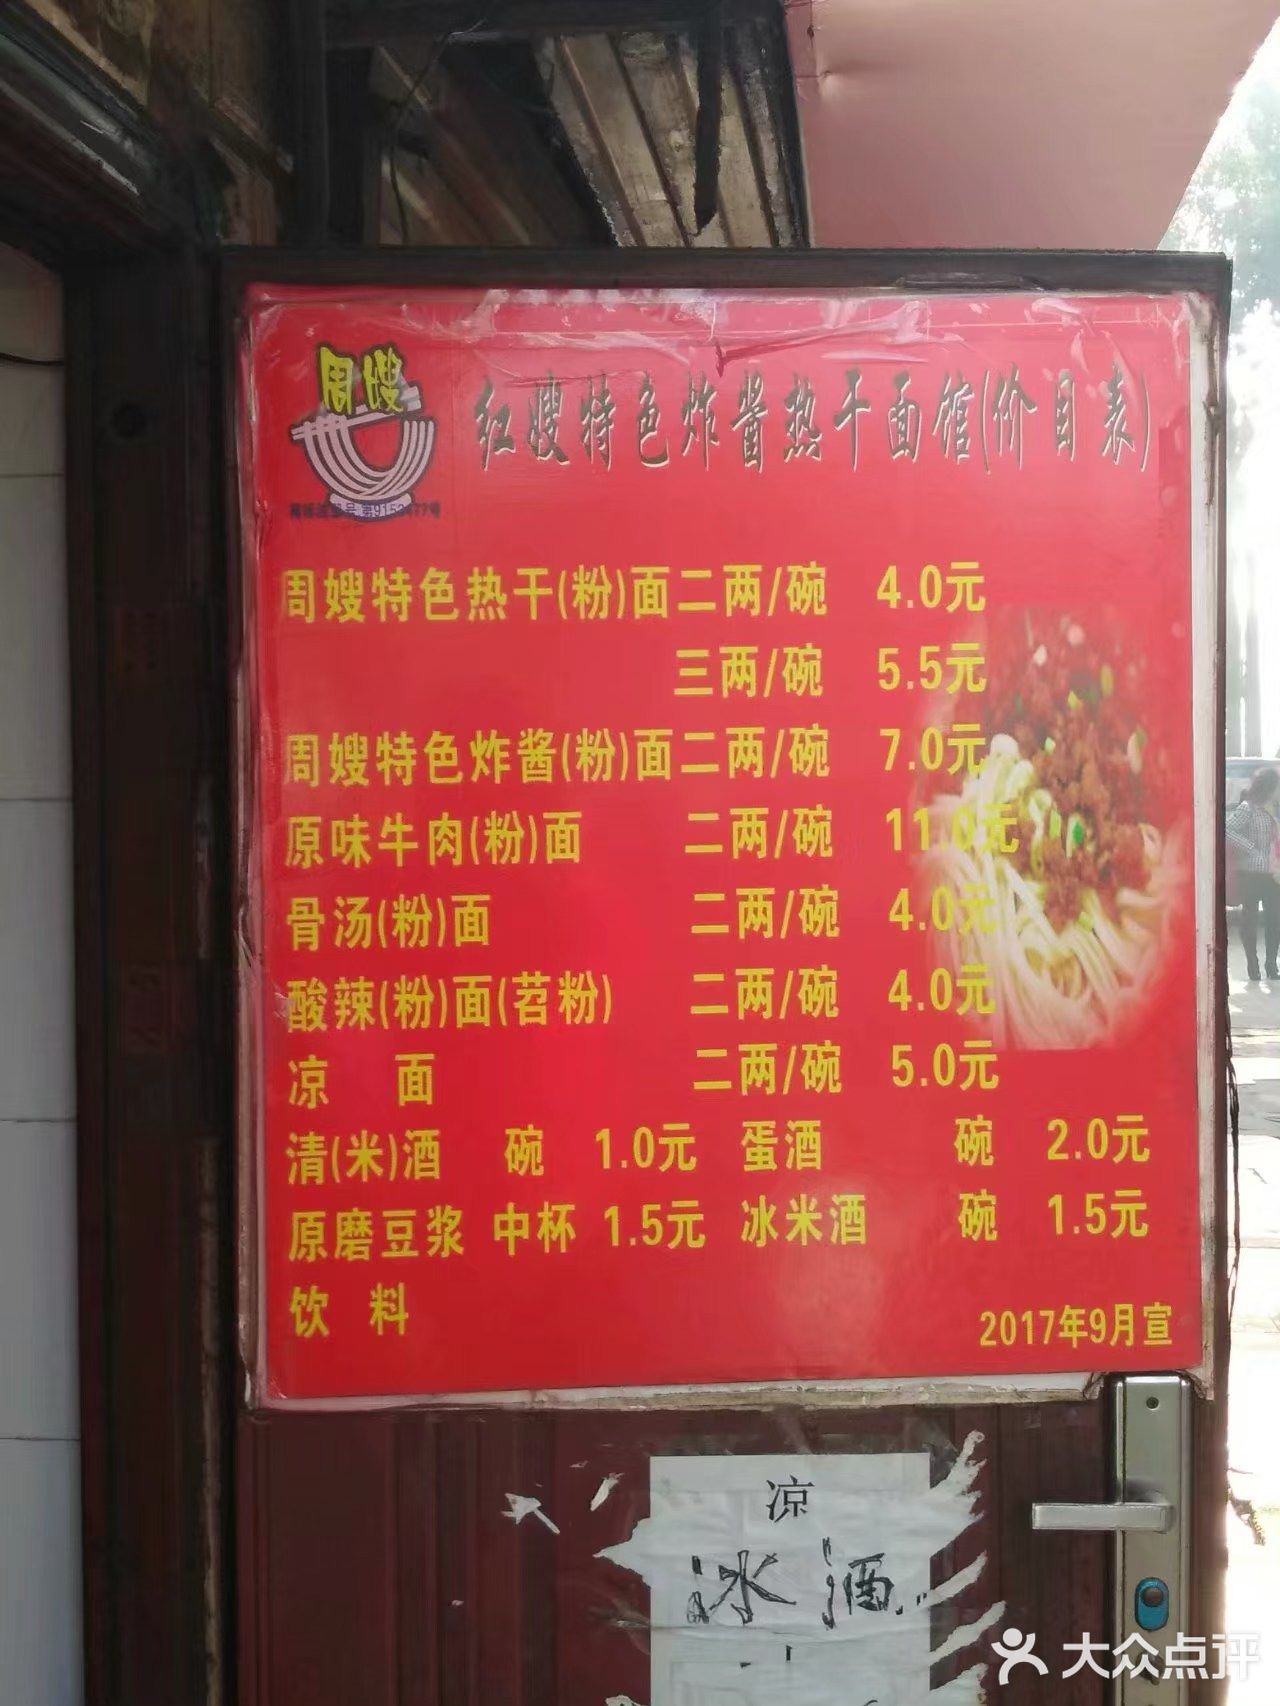 周嫂
红嫂特色炸酱热干面馆(价目表)
周嫂特色热干(粉)面二两/碗 4.0元
三两/碗 5.5元
周嫂特色炸酱(粉)面二两/碗 7.0元
原味牛肉(粉)面 二两/碗 11.0元
骨汤(粉)面 二两/碗 4.0元
酸辣(粉)面(苕粉) 二两/碗 4.0元
凉 面 二两/碗 5.0元
清(米)酒 碗 1.0元 蛋酒 碗 2.0元
原磨豆浆 中杯 1.5元 冰米酒 碗 1.5元
饮 料
2017年9月宣
凉
冰酒
大众点评